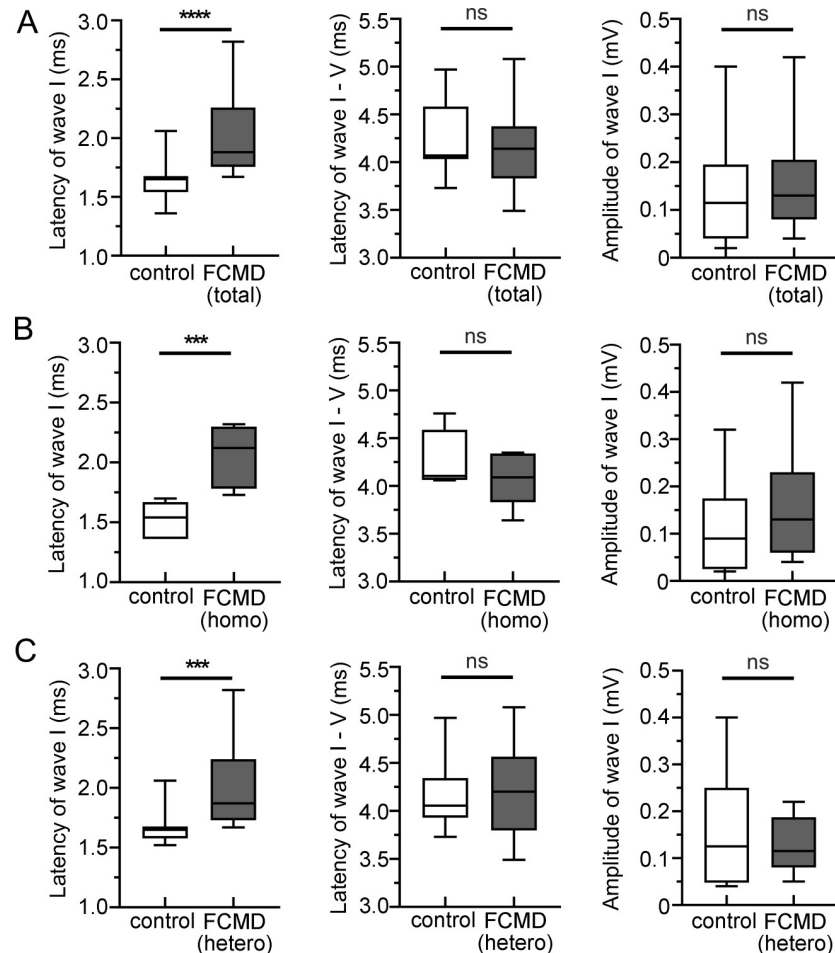 A
Latency of wave I (ms)
3.0
2.5
2.0
1.5
1.0
****
control
FCMD
(total)
Latency of wave I - V (ms)
5.5
5.0
4.5
4.0
3.5
3.0
ns
control
FCMD
(total)
Amplitude of wave I (mV)
0.5
0.4
0.3
0.2
0.1
0
ns
control
FCMD
(total)
B
Latency of wave I (ms)
3.0
2.5
2.0
1.5
1.0
***
control
FCMD
(homo)
Latency of wave I - V (ms)
5.5
5.0
4.5
4.0
3.5
3.0
ns
control
FCMD
(homo)
Amplitude of wave I (mV)
0.5
0.4
0.3
0.2
0.1
0
ns
control
FCMD
(homo)
C
Latency of wave I (ms)
3.0
2.5
2.0
1.5
1.0
***
control
FCMD
(hetero)
Latency of wave I - V (ms)
5.5
5.0
4.5
4.0
3.5
3.0
ns
control
FCMD
(hetero)
Amplitude of wave I (mV)
0.5
0.4
0.3
0.2
0.1
0
ns
control
FCMD
(hetero)